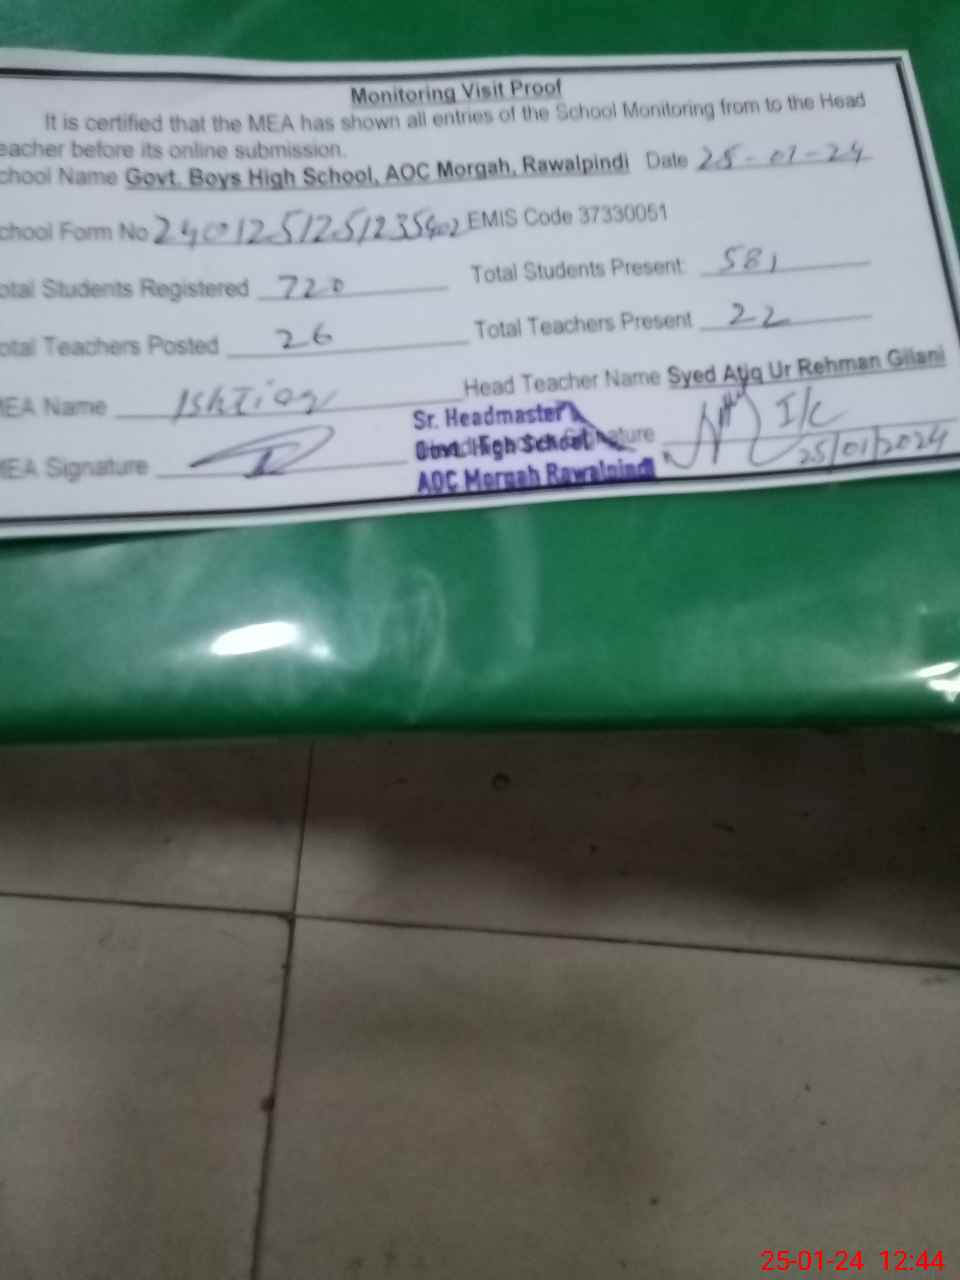 Monitoring Visit Proof
It is certified that the MEA has shown all entries of the School Monitoring from to the Head
eacher before its online submission.
chool Name Govt. Boys High School, AOC Morgah, Rawalpindi Date 25-01-24
chool Form No 2401251251235402 EMIS Code 37330051
otal Students Registered 720 Total Students Present 581
otal Teachers Posted 26 Total Teachers Present 22
MEA Name Ishtiaq Head Teacher Name Syed Atiq Ur Rehman Gilani
MEA Signature ature I/C
25/01/2024
Sr. Headmaster
Govt. High School
AOC Morgah Rawalpindi
25-01-24 12:44